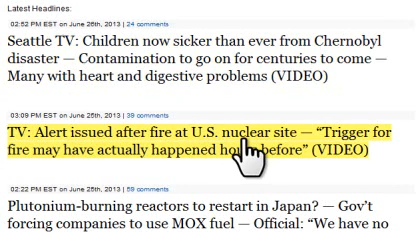 Latest Headlines:
02:52 PM EST on June 26th, 2013 | 24 comments
Seattle TV: Children now sicker than ever from Chernobyl
disaster — Contamination to go on for centuries to come —
Many with heart and digestive problems (VIDEO)
03:09 PM EST on June 25th, 2013 | 39 comments
TV: Alert issued after fire at U.S. nuclear site — “Trigger for
fire may have actually happened before” (VIDEO)
02:22 PM EST on June 25th, 2013 | 59 comments
Plutonium-burning reactors to restart in Japan? — Gov’t
forcing companies to use MOX fuel — Official: “We have no